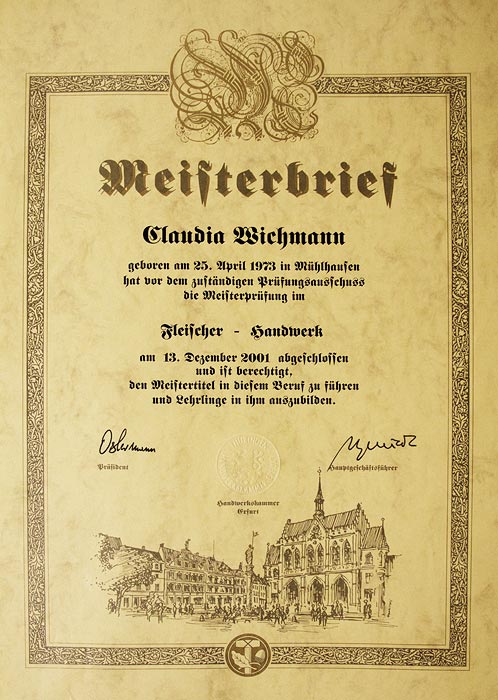 Meisterbrief
Claudia Wichmann
geboren am 25. April 1973 in Mühlhausen
hat vor dem zuständigen Prüfungsausschuss
die Meisterprüfung im
Fleischer - Handwerk
am 13. Dezember 2001 abgeschlossen
und ist berechtigt,
den Meistertitel in diesem Beruf zu führen
und Lehrlinge in ihm auszubilden.
Präsident
Hauptgeschäftsführer
Handwerkskammer
Erfurt